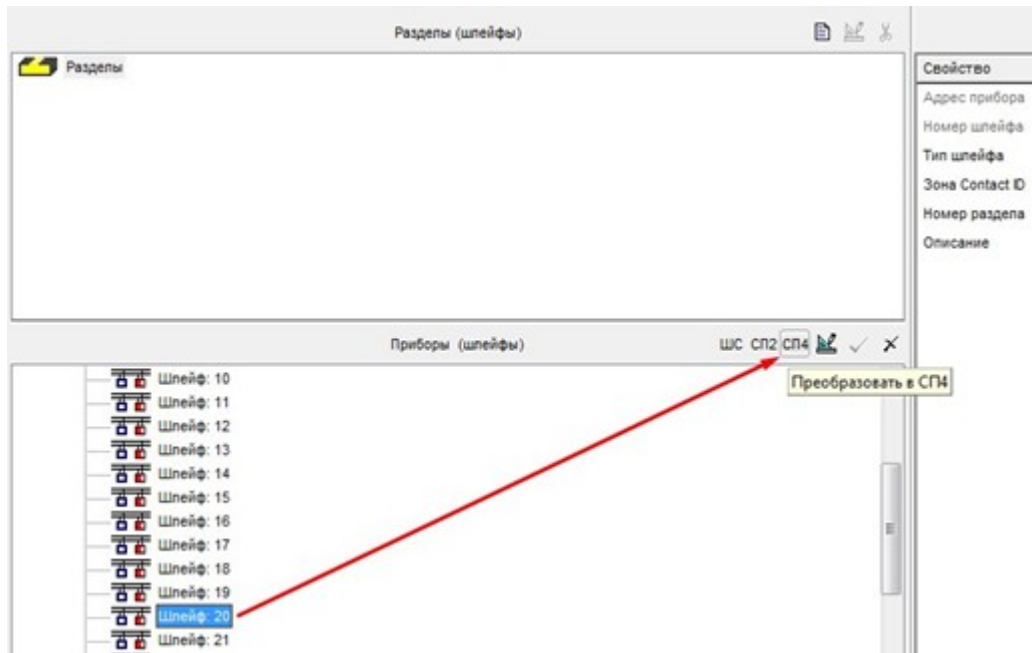 Разделы (шлейфы)
Разделы
Свойство
Адрес прибора
Номер шлейфа
Тип шлейфа
Зона Contact ID
Номер раздела
Описание
Приборы (шлейфы)
ШС СП2 СП4
Преобразовать в СП4
Шлейф: 10
Шлейф: 11
Шлейф: 12
Шлейф: 13
Шлейф: 14
Шлейф: 15
Шлейф: 16
Шлейф: 17
Шлейф: 18
Шлейф: 19
Шлейф: 20
Шлейф: 21